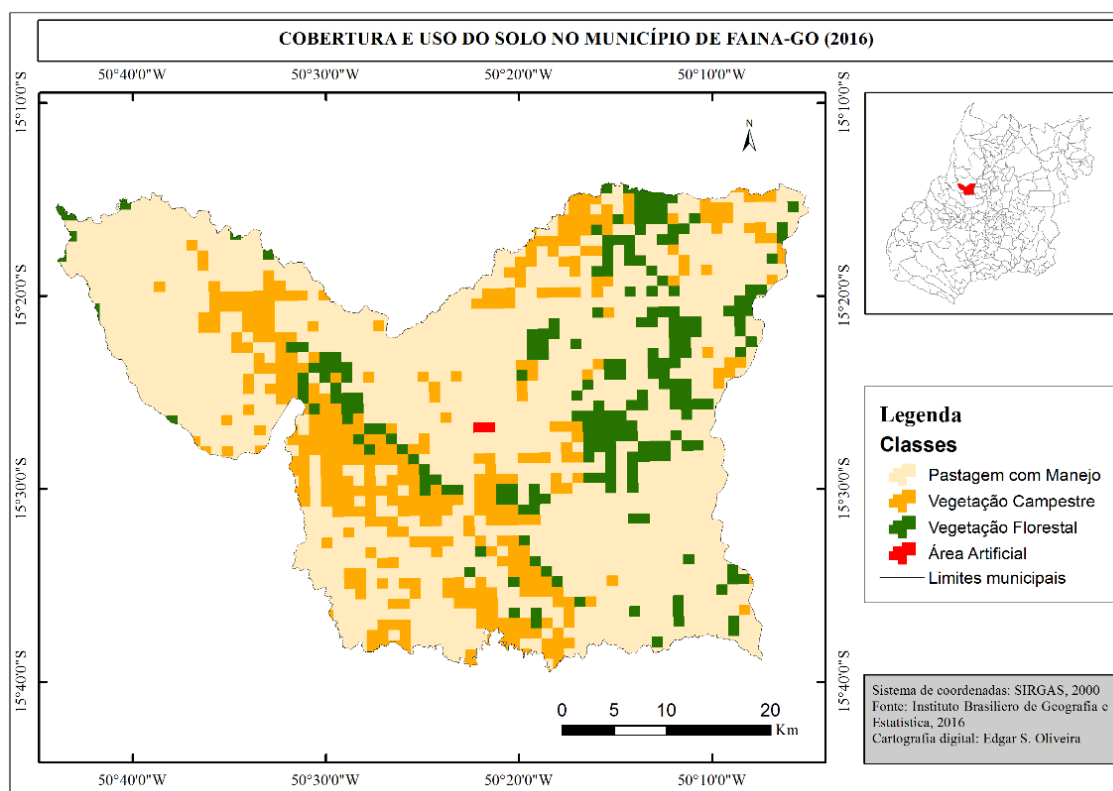 COBERTURA E USO DO SOLO NO MUNICÍPIO DE FAINA-GO (2016)
50°40'0"W 50°30'0"W 50°20'0"W 50°10'0"W
15°10'0"S 15°10'0"S
N
15°20'0"S 15°20'0"S
15°30'0"S 15°30'0"S
15°40'0"S 15°40'0"S
0 5 10 20
Km
50°40'0"W 50°30'0"W 50°20'0"W 50°10'0"W
Legenda
Classes
Pastagem com Manejo
Vegetação Campestre
Vegetação Florestal
Área Artificial
Limites municipais
Sistema de coordenadas: SIRGAS, 2000
Fonte: Instituto Brasiliero de Geografia e
Estatística, 2016
Cartografia digital: Edgar S. Oliveira